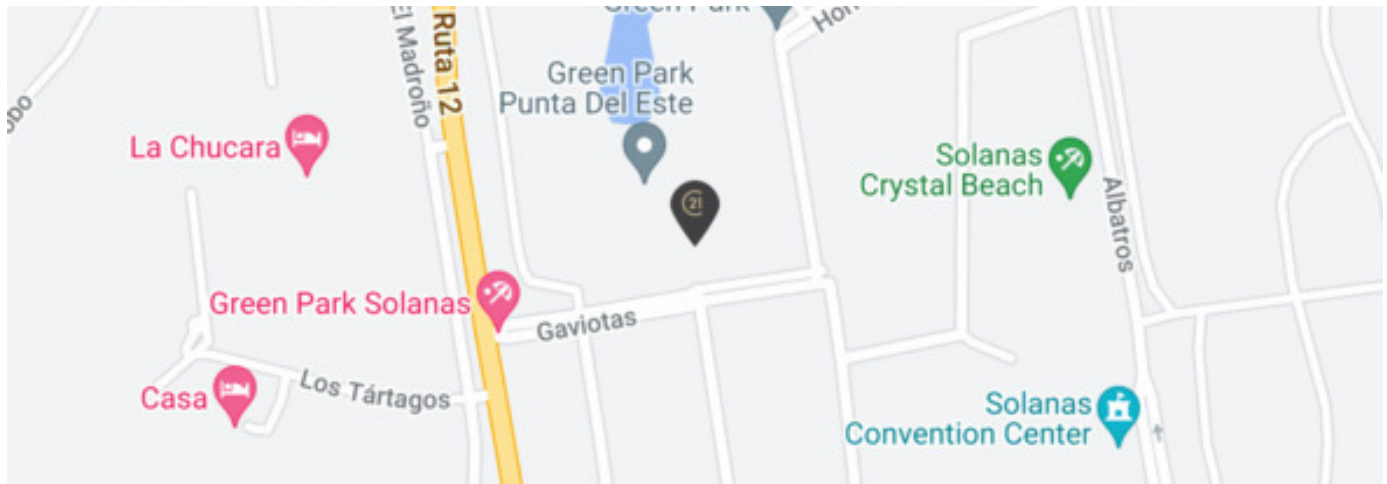 Green Park
Ruta 12
El Madroño
Green Park
Punta Del Este
La Chucara
Solanas
Crystal Beach
Albatros
21
Green Park Solanas
Gaviotas
Casa
Los Tártagos
Solanas
Convention Center